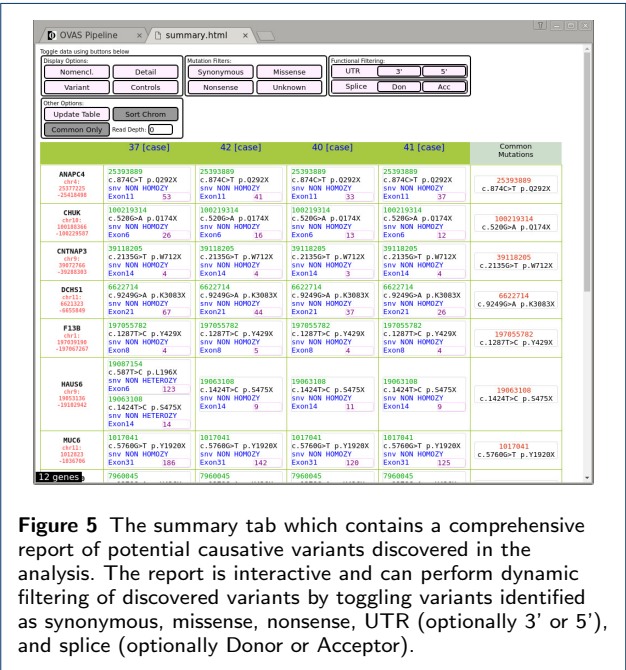 OVAS Pipeline × summary.html ×
Toggle data using buttons below
Display Options: Mutation Filters: Functional Filtering:
Nomencl. Detail Synonymous Missense UTR 3' 5'
Variant Controls Nonsense Unknown Splice Don Acc
Other Options:
Update Table Sort Chrom
Common Only Read Depth: 0
37 [case] 42 [case] 40 [case] 41 [case] Common Mutations
ANAPC4
chr4:
25377225
-25418498
25393889 25393889 25393889 25393889
c.874C>T p.Q292X c.874C>T p.Q292X c.874C>T p.Q292X c.874C>T p.Q292X
snv NON HOMOZY snv NON HOMOZY snv NON HOMOZY snv NON HOMOZY
Exon11 53 Exon11 41 Exon11 33 Exon11 37
25393889
c.874C>T p.Q292X
CHUK
chr10:
100188366
-100229587
100219314 100219314 100219314 100219314
c.520G>A p.Q174X c.520G>A p.Q174X c.520G>A p.Q174X c.520G>A p.Q174X
snv NON HOMOZY snv NON HOMOZY snv NON HOMOZY snv NON HOMOZY
Exon6 26 Exon6 16 Exon6 13 Exon6 12
100219314
c.520G>A p.Q174X
CNTNAP3
chr9:
39072766
-39288303
39118205 39118205 39118205 39118205
c.2135G>T p.W712X c.2135G>T p.W712X c.2135G>T p.W712X c.2135G>T p.W712X
snv NON HOMOZY snv NON HOMOZY snv NON HOMOZY snv NON HOMOZY
Exon14 4 Exon14 4 Exon14 3 Exon14 4
39118205
c.2135G>T p.W712X
DCHS1
chr11:
6621323
-6655849
6622714 6622714 6622714 6622714
c.9249G>A p.K3083X c.9249G>A p.K3083X c.9249G>A p.K3083X c.9249G>A p.K3083X
snv NON HOMOZY snv NON HOMOZY snv NON HOMOZY snv NON HOMOZY
Exon21 67 Exon21 44 Exon21 37 Exon21 26
6622714
c.9249G>A p.K3083X
F13B
chr1:
197039190
-197067267
197055782 197055782 197055782 197055782
c.1287T>C p.Y429X c.1287T>C p.Y429X c.1287T>C p.Y429X c.1287T>C p.Y429X
snv NON HOMOZY snv NON HOMOZY snv NON HOMOZY snv NON HOMOZY
Exon8 4 Exon8 5 Exon8 4 Exon8 4
197055782
c.1287T>C p.Y429X
HAUS6
chr9:
19053136
-19102942
19087154
c.587T>C p.L196X
snv NON HETEROZY
Exon6 123
19063108 19063108 19063108 19063108
c.1424T>C p.S475X c.1424T>C p.S475X c.1424T>C p.S475X c.1424T>C p.S475X
snv NON HETEROZY snv NON HOMOZY snv NON HOMOZY snv NON HOMOZY
Exon14 14 Exon14 9 Exon14 11 Exon14 9
19063108
c.1424T>C p.S475X
MUC6
chr11:
1012823
-1036706
1017041 1017041 1017041 1017041
c.5760G>T p.Y1920X c.5760G>T p.Y1920X c.5760G>T p.Y1920X c.5760G>T p.Y1920X
snv NON HOMOZY snv NON HOMOZY snv NON HOMOZY snv NON HOMOZY
Exon31 186 Exon31 142 Exon31 120 Exon31 125
1017041
c.5760G>T p.Y1920X
12 genes
7960045 7960045 7960045 7960045
Figure 5 The summary tab which contains a comprehensive
report of potential causative variants discovered in the
analysis. The report is interactive and can perform dynamic
filtering of discovered variants by toggling variants identified
as synonymous, missense, nonsense, UTR (optionally 3' or 5'),
and splice (optionally Donor or Acceptor).